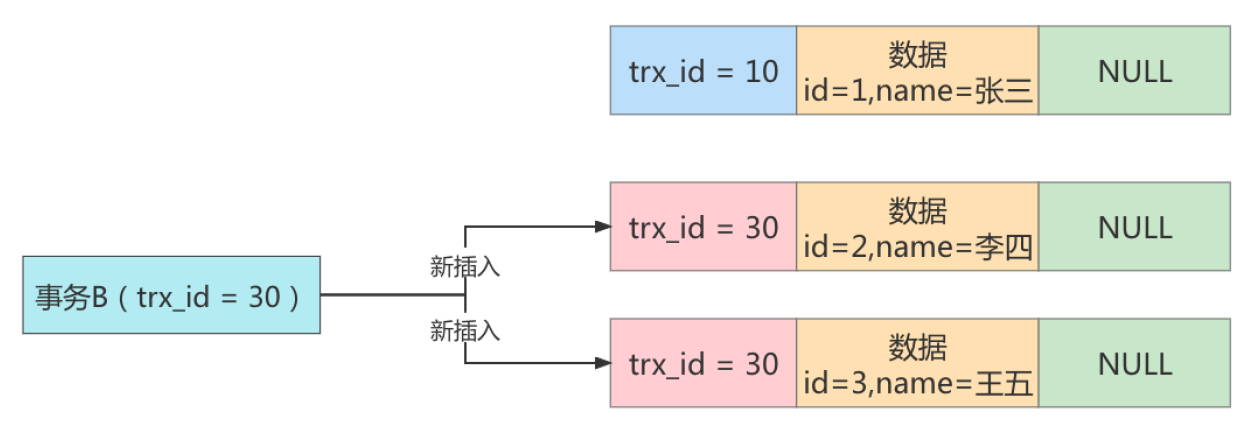 trx_id = 10
数据
id=1,name=张三
NULL
trx_id = 30
数据
id=2,name=李四
NULL
新插入
事务B（trx_id = 30）
新插入
trx_id = 30
数据
id=3,name=王五
NULL